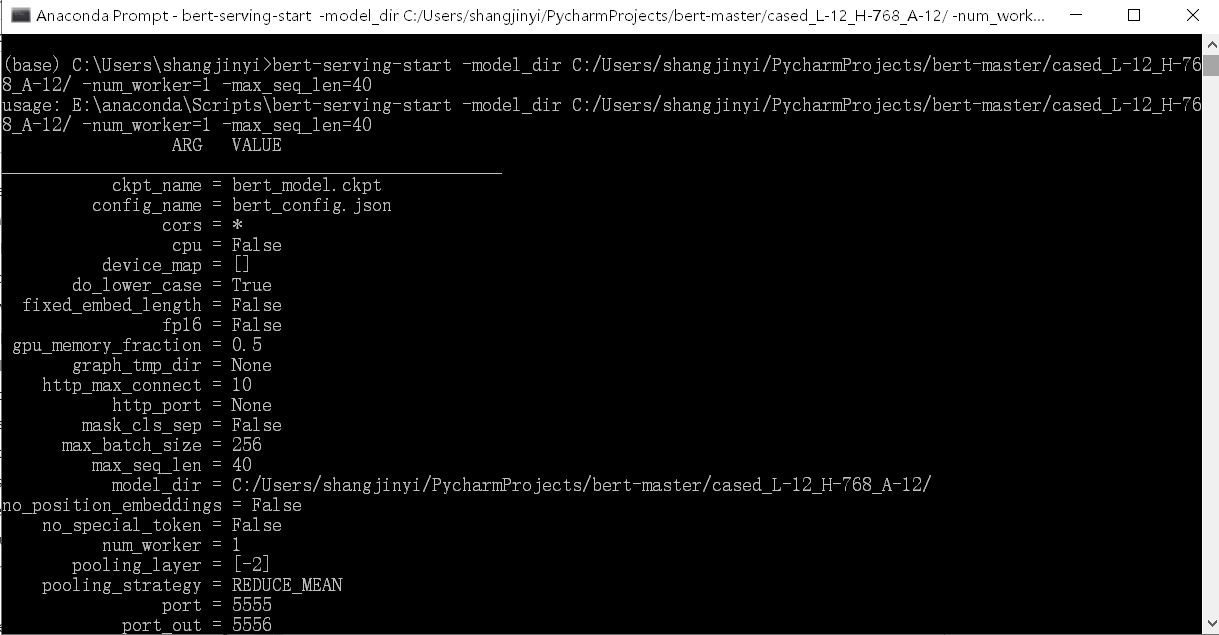 Anaconda Prompt - bert-serving-start  -model_dir C:/Users/shangjinyi/PycharmProjects/bert-master/cased_L-12_H-768_A-12/ -num_work...
(base) C:\Users\shangjinyi>bert-serving-start -model_dir C:/Users/shangjinyi/PycharmProjects/bert-master/cased_L-12_H-76
8_A-12/ -num_worker=1 -max_seq_len=40
usage: E:\anaconda\Scripts\bert-serving-start -model_dir C:/Users/shangjinyi/PycharmProjects/bert-master/cased_L-12_H-76
8_A-12/ -num_worker=1 -max_seq_len=40
ARG   VALUE
__________________________________________________
ckpt_name = bert_model.ckpt
config_name = bert_config.json
cors = *
cpu = False
device_map = []
do_lower_case = True
fixed_embed_length = False
fp16 = False
gpu_memory_fraction = 0.5
graph_tmp_dir = None
http_max_connect = 10
http_port = None
mask_cls_sep = False
max_batch_size = 256
max_seq_len = 40
model_dir = C:/Users/shangjinyi/PycharmProjects/bert-master/cased_L-12_H-768_A-12/
no_position_embeddings = False
no_special_token = False
num_worker = 1
pooling_layer = [-2]
pooling_strategy = REDUCE_MEAN
port = 5555
port_out = 5556